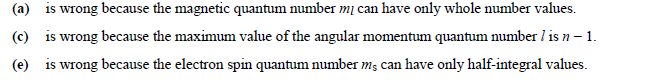 (a) is wrong because the magnetic quantum number ml can have only whole number values.
(c) is wrong because the maximum value of the angular momentum quantum number l is n − 1.
(e) is wrong because the electron spin quantum number ms can have only half-integral values.